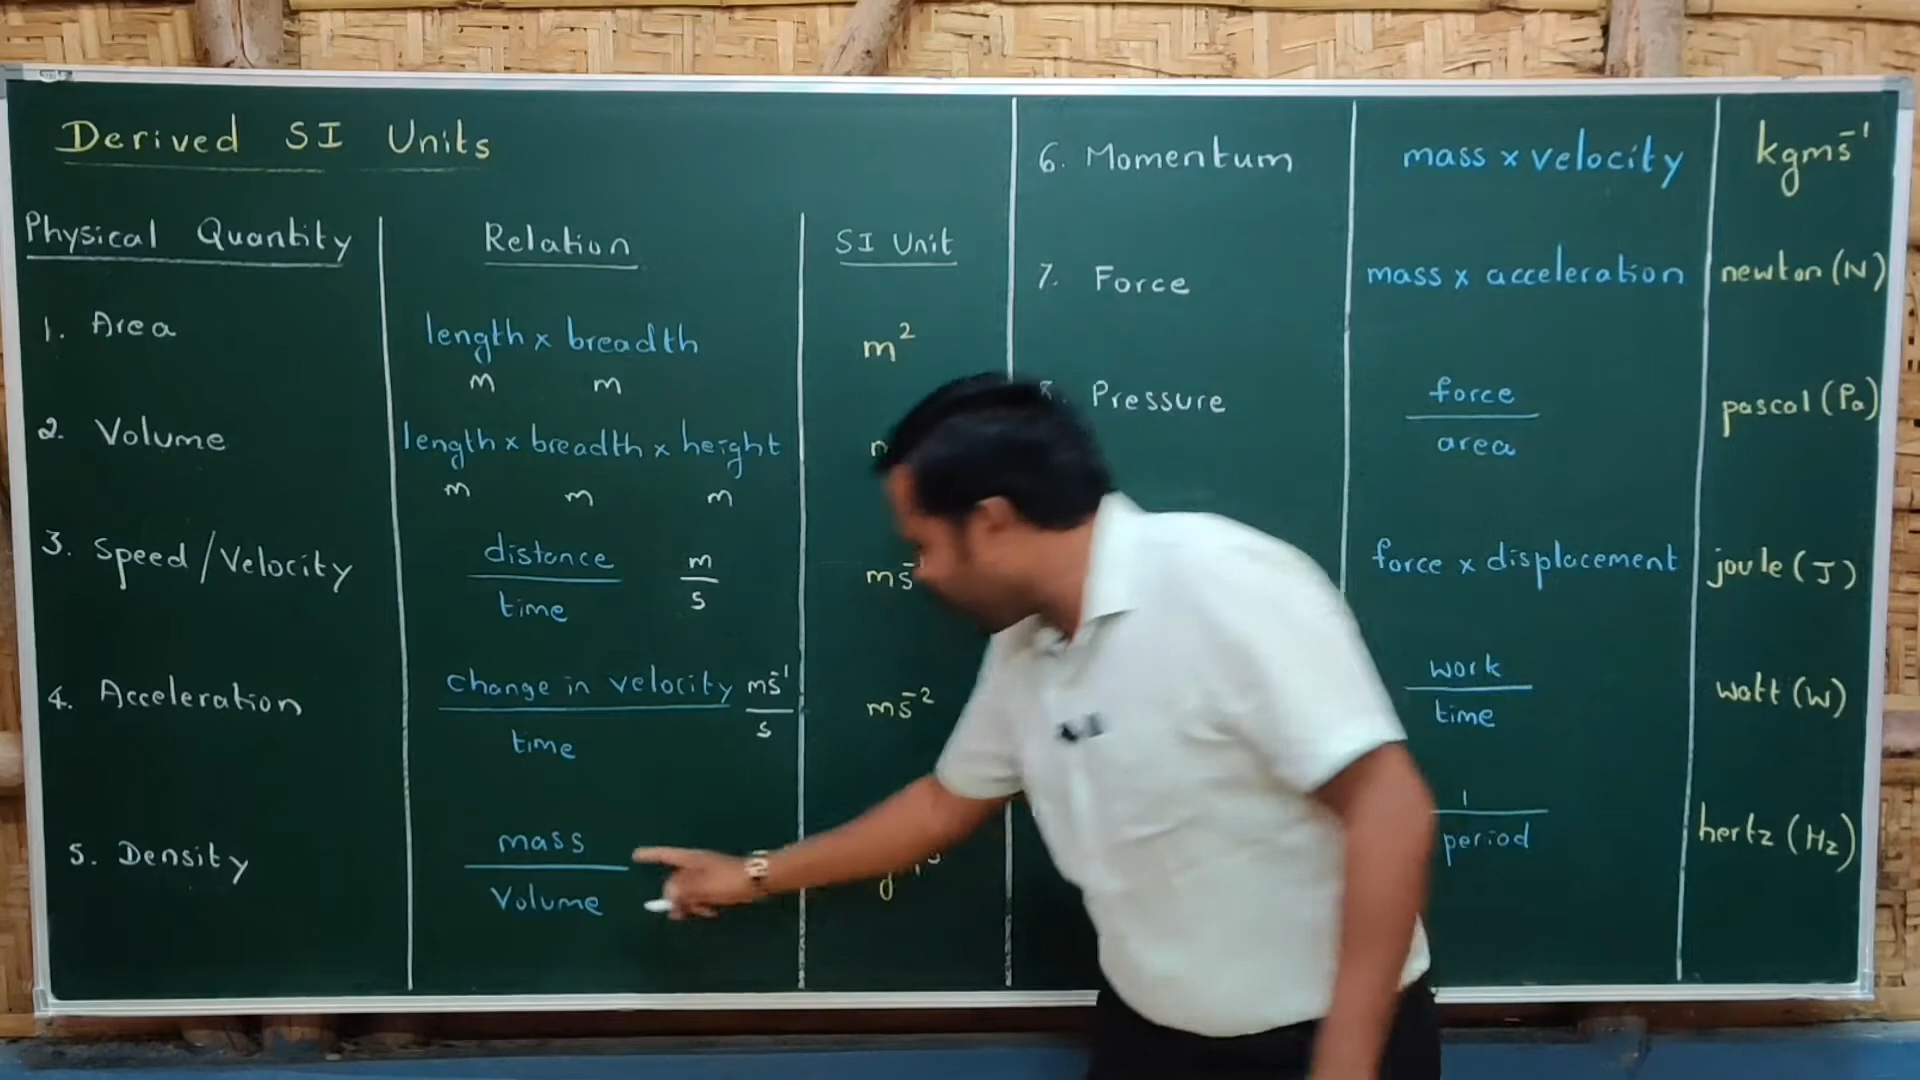 Derived SI Units
Physical Quantity Relation SI Unit
1. Area length x breadth m²
m m
2. Volume length x breadth x height
m m m
3. Speed/Velocity distance m
time s
4. Acceleration change in velocity ms⁻¹ ms⁻²
time s
5. Density mass
Volume
6. Momentum mass x velocity kgms⁻¹
7. Force mass x acceleration newton (N)
Pressure force pascal (Pa)
area
force x displacement joule (J)
work watt (W)
time
1 hertz (Hz)
period